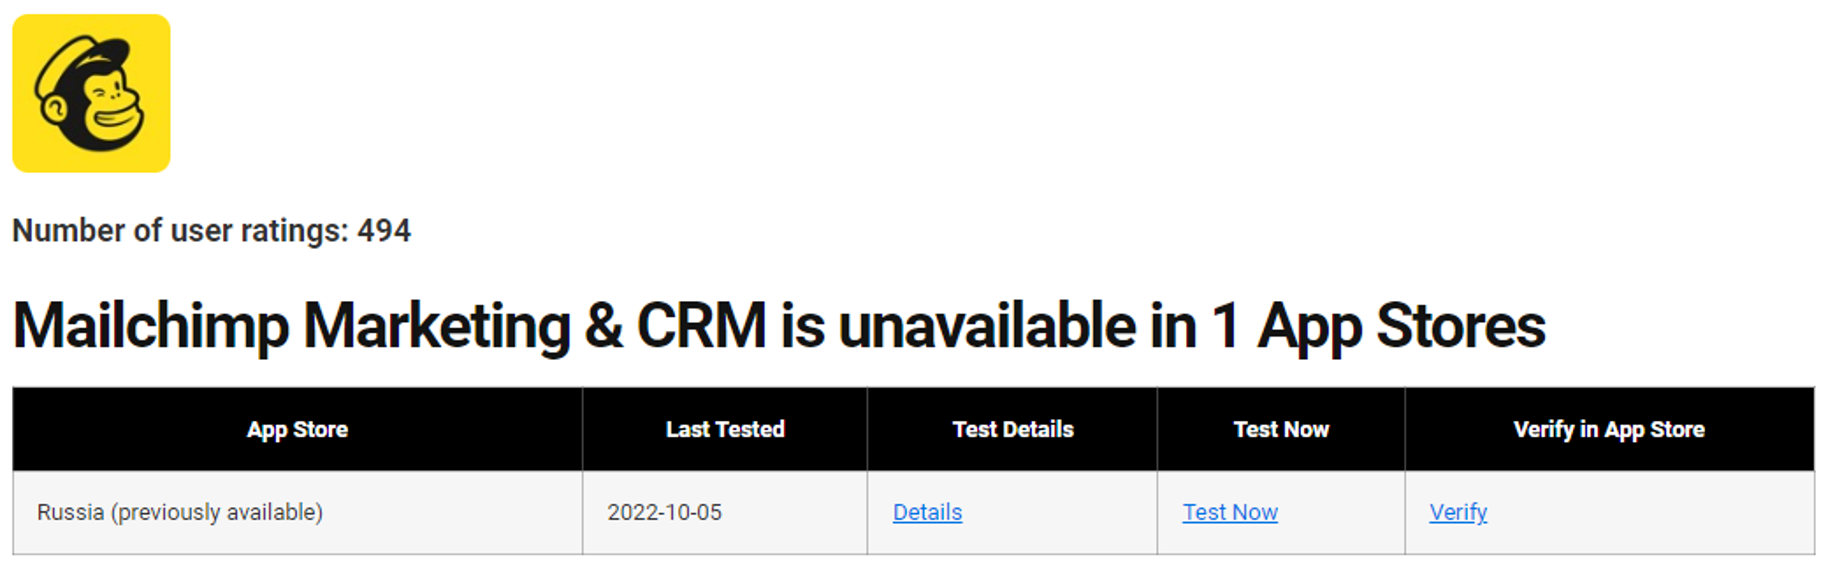 Number of user ratings: 494
Mailchimp Marketing & CRM is unavailable in 1 App Stores
App Store Last Tested Test Details Test Now Verify in App Store
Russia (previously available) 2022-10-05 Details Test Now Verify